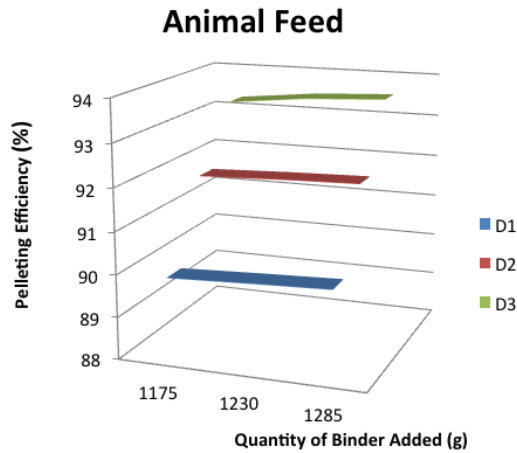 Animal Feed
Pelleting Efficiency (%)
94
93
92
91
90
89
88
1175
1230
1285
Quantity of Binder Added (g)
D1
D2
D3